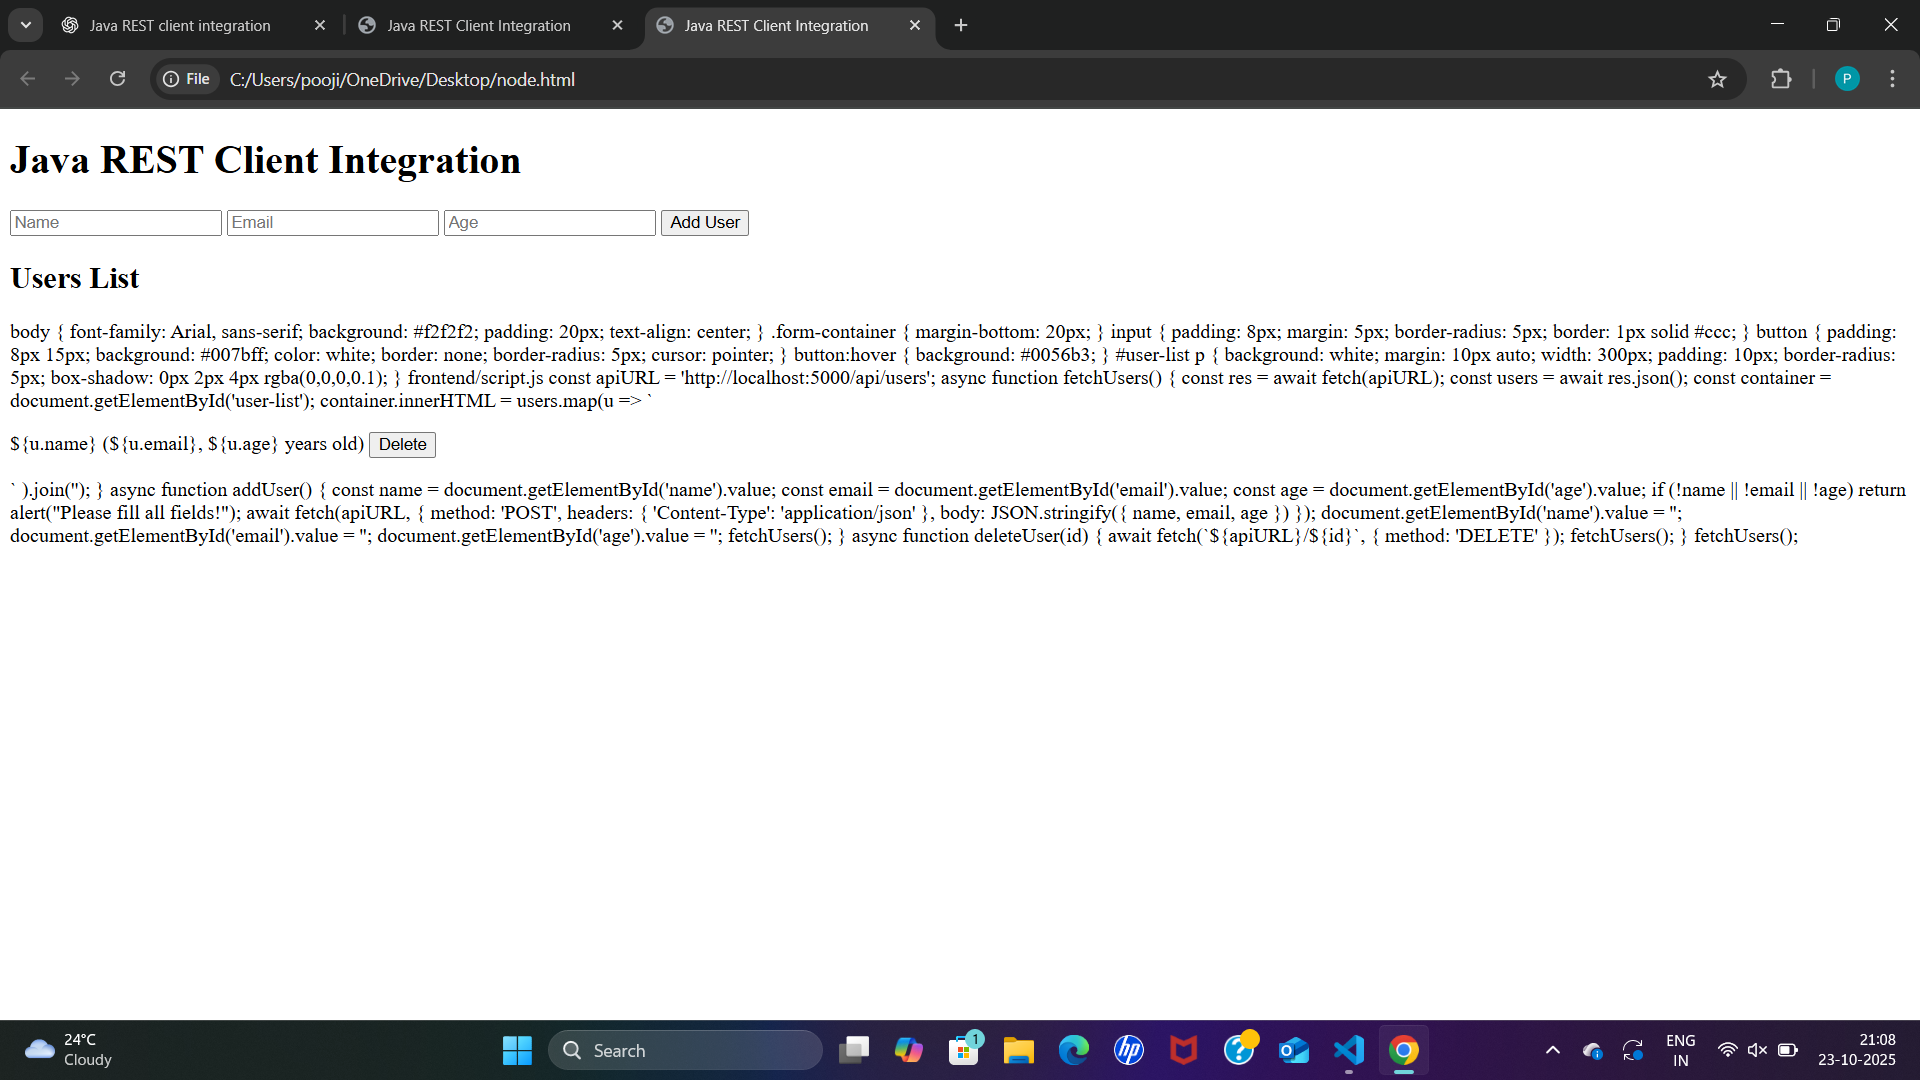 Java REST client integration
Java REST Client Integration
Java REST Client Integration
File
C:/Users/pooji/OneDrive/Desktop/node.html
P
Java REST Client Integration
Name Email Age Add User
Users List
body { font-family: Arial, sans-serif; background: #f2f2f2; padding: 20px; text-align: center; } .form-container { margin-bottom: 20px; } input { padding: 8px; margin: 5px; border-radius: 5px; border: 1px solid #ccc; } button { padding:
8px 15px; background: #007bff; color: white; border: none; border-radius: 5px; cursor: pointer; } button:hover { background: #0056b3; } #user-list p { background: white; margin: 10px auto; width: 300px; padding: 10px; border-radius:
5px; box-shadow: 0px 2px 4px rgba(0,0,0,0.1); } frontend/script.js const apiURL = 'http://localhost:5000/api/users'; async function fetchUsers() { const res = await fetch(apiURL); const users = await res.json(); const container =
document.getElementById('user-list'); container.innerHTML = users.map(u => `
${u.name} (${u.email}, ${u.age} years old) Delete
` ).join(''); } async function addUser() { const name = document.getElementById('name').value; const email = document.getElementById('email').value; const age = document.getElementById('age').value; if (!name || !email || !age) return
alert("Please fill all fields!"); await fetch(apiURL, { method: 'POST', headers: { 'Content-Type': 'application/json' }, body: JSON.stringify({ name, email, age }) }); document.getElementById('name').value = '';
document.getElementById('email').value = ''; document.getElementById('age').value = ''; fetchUsers(); } async function deleteUser(id) { await fetch(`${apiURL}/${id}`, { method: 'DELETE' }); fetchUsers(); } fetchUsers();
24°C
Cloudy
Search
1
hp
ENG
IN
21:08
23-10-2025